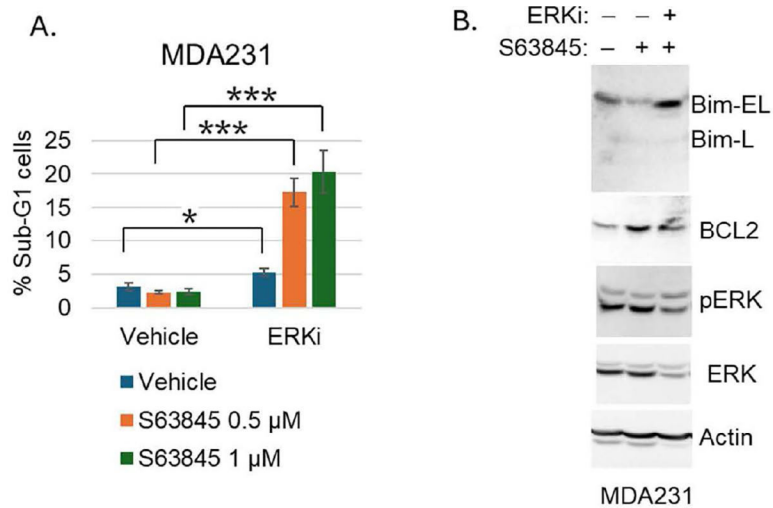 A.
MDA231
***
***
*
% Sub-G1 cells
25
20
15
10
5
0
Vehicle ERKi
Vehicle
S63845 0.5 µM
S63845 1 µM
B.
ERKi: – – +
S63845: – + +
Bim-EL
Bim-L
BCL2
pERK
ERK
Actin
MDA231